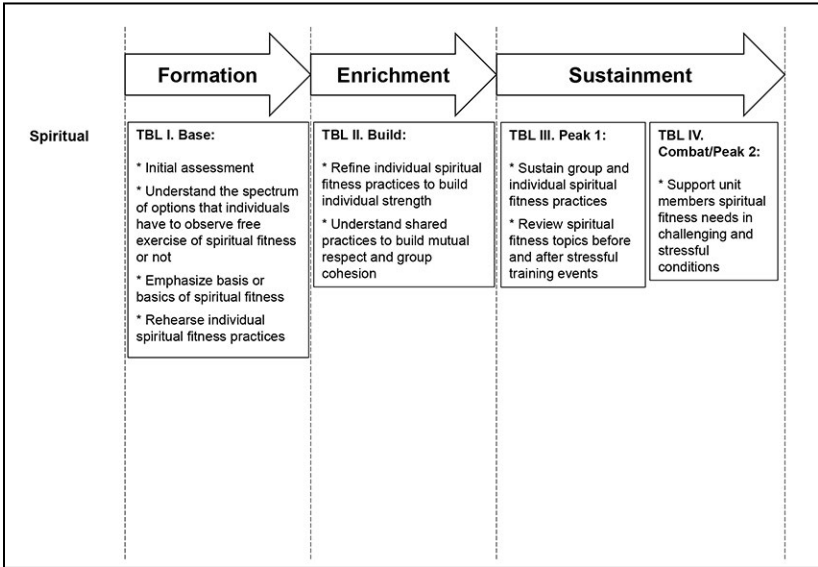 Formation
Enrichment
Sustainment
Spiritual
TBL I. Base:
* Initial assessment
* Understand the spectrum
of options that individuals
have to observe free
exercise of spiritual fitness
or not
* Emphasize basis or
basics of spiritual fitness
* Rehearse individual
spiritual fitness practices
TBL II. Build:
* Refine individual spiritual
fitness practices to build
individual strength
* Understand shared
practices to build mutual
respect and group
cohesion
TBL III. Peak 1:
* Sustain group and
individual spiritual
fitness practices
* Review spiritual
fitness topics before
and after stressful
training events
TBL IV.
Combat/Peak 2:
* Support unit
members spiritual
fitness needs in
challenging and
stressful
conditions